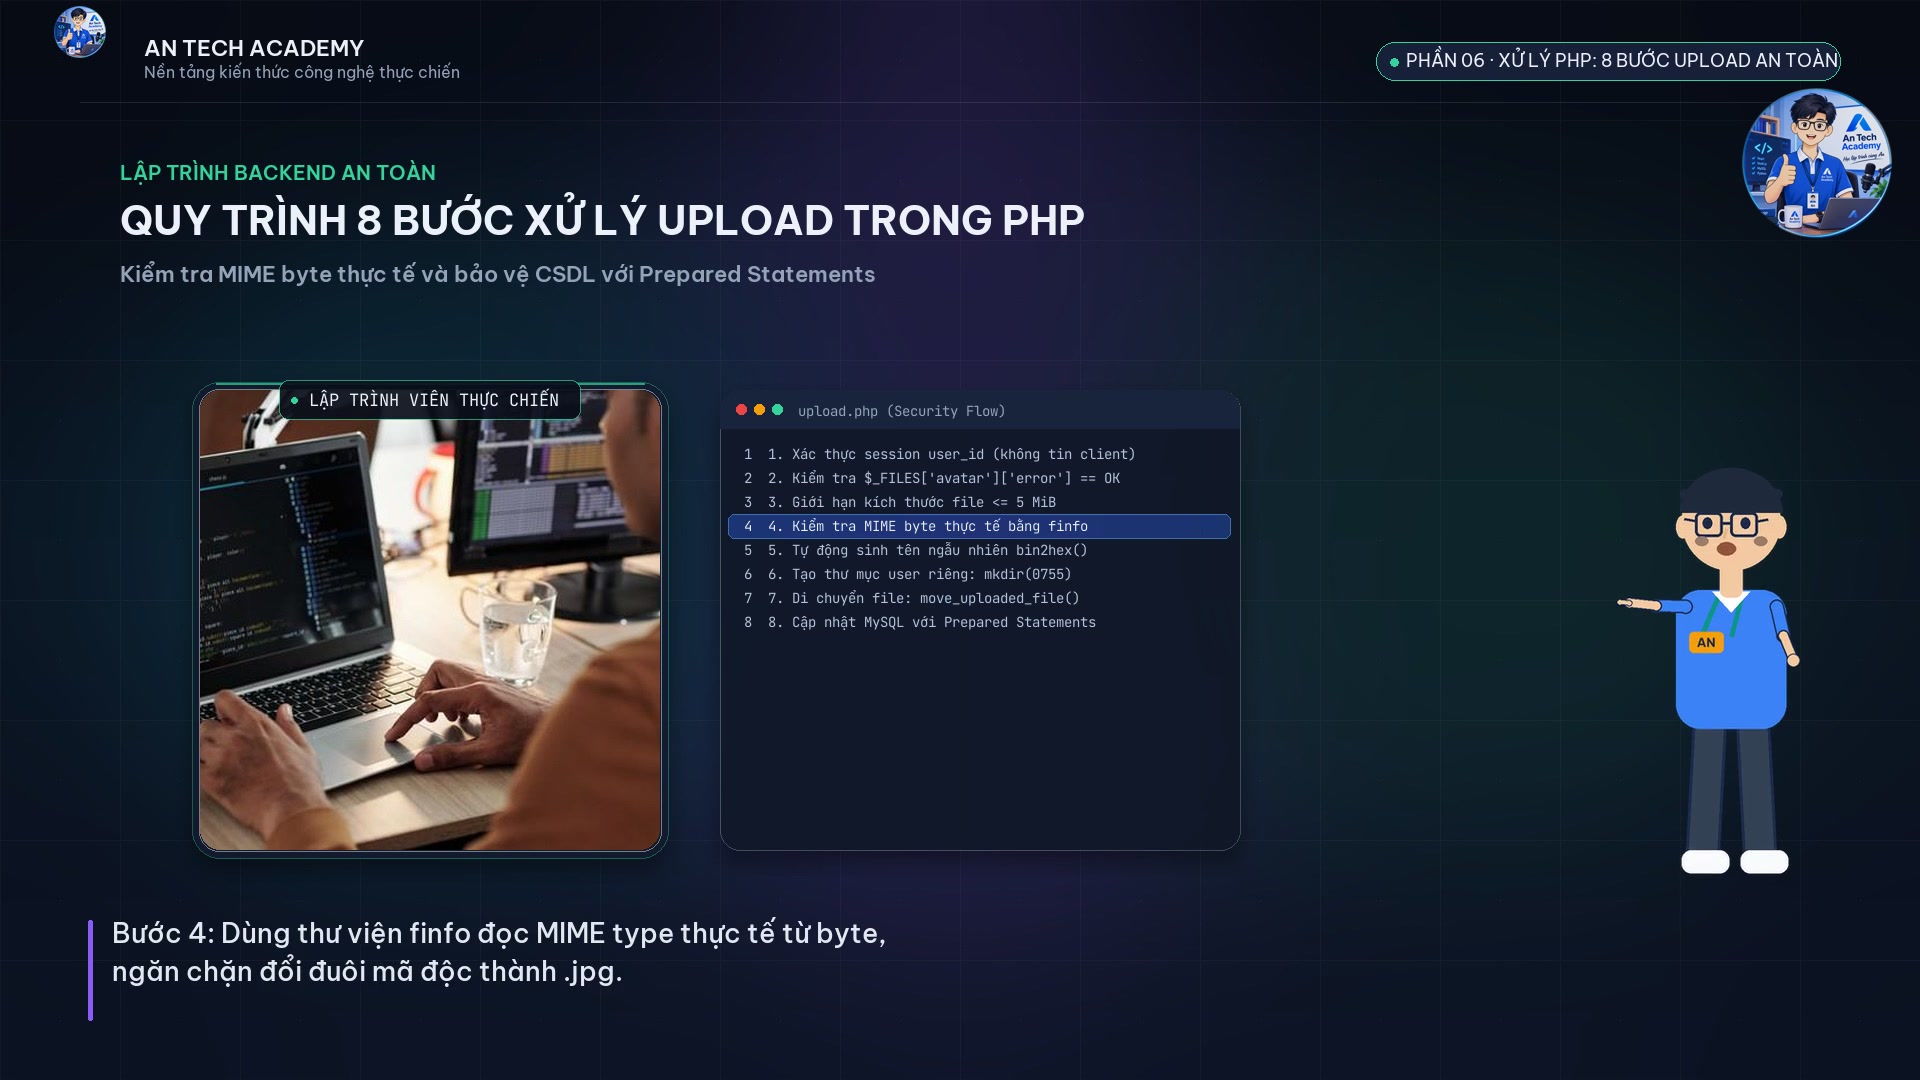 AN TECH ACADEMY
Nền tảng kiến thức công nghệ thực chiến
PHẦN 06 · XỬ LÝ PHP: 8 BƯỚC UPLOAD AN TOÀN
An Tech
Academy
LẬP TRÌNH BACKEND AN TOÀN
QUY TRÌNH 8 BƯỚC XỬ LÝ UPLOAD TRONG PHP
Kiểm tra MIME byte thực tế và bảo vệ CSDL với Prepared Statements
LẬP TRÌNH VIÊN THỰC CHIẾN
upload.php (Security Flow)
1 1. Xác thực session user_id (không tin client)
2 2. Kiểm tra $_FILES['avatar']['error'] == OK
3 3. Giới hạn kích thước file <= 5 MiB
4 4. Kiểm tra MIME byte thực tế bằng finfo
5 5. Tự động sinh tên ngẫu nhiên bin2hex()
6 6. Tạo thư mục user riêng: mkdir(0755)
7 7. Di chuyển file: move_uploaded_file()
8 8. Cập nhật MySQL với Prepared Statements
AN
Bước 4: Dùng thư viện finfo đọc MIME type thực tế từ byte,
ngăn chặn đổi đuôi mã độc thành .jpg.